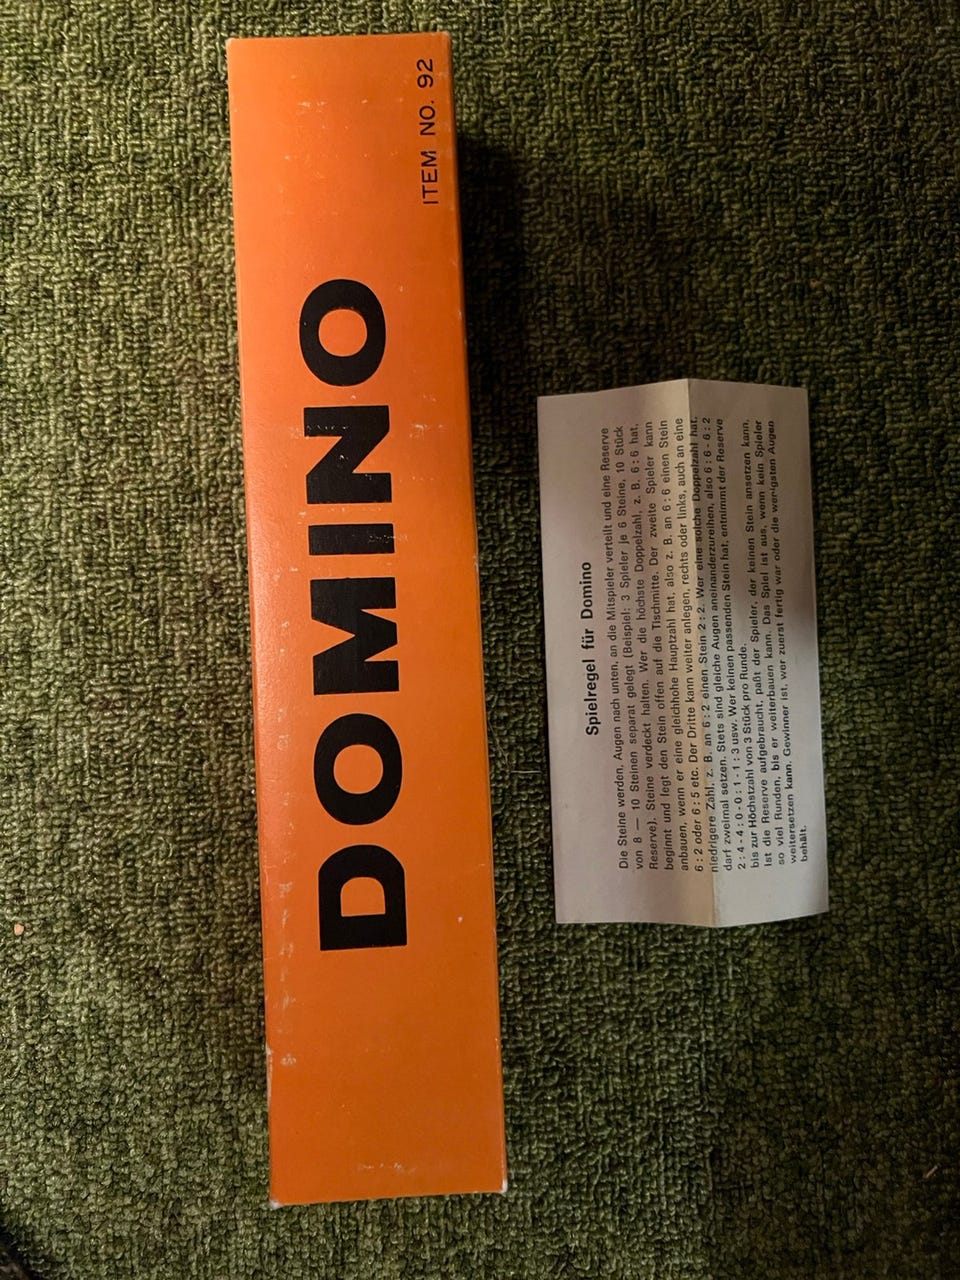 DOMINO
ITEM NO. 92
Spielregel für Domino
Die Steine werden, Augen nach unten, an die Mitspieler verteilt und eine Reserve
von 8 — 10 Steinen separat gelegt (Beispiel: 3 Spieler je 6 Steine, 10 Stück
Reserve). Steine verdeckt halten. Wer die höchste Doppelzahl, z. B. 6 : 6 hat,
beginnt und legt den Stein offen auf die Tischmitte. Der zweite Spieler kann
anbauen, wenn er eine gleichhohe Hauptzahl hat, also z. B. an 6 : 6 einen Stein
6 : 2 oder 6 : 5 etc. Der Dritte kann weiter anlegen, rechts oder links, auch an eine
niedrigere Zahl, z. B. an 6 : 2 einen Stein 2 : 2. Wer eine solche Doppelzahl hat,
darf zweimal setzen. Stets sind gleiche Augen aneinanderzureihen, also 6 : 6 - 6 : 2
2 : 4 - 4 : 0 - 0 : 1 - 1 : 3 usw. Wer keinen passenden Stein hat, entnimmt der Reserve
bis zur Höchstzahl von 3 Stück pro Runde.
Ist die Reserve aufgebraucht, paßt der Spieler, der keinen Stein ansetzen kann,
so viel Runden, bis er weiterbauen kann. Das Spiel ist aus, wenn kein Spieler
weitersetzen kann. Gewinner ist, wer zuerst fertig war oder die wenigsten Augen
behält.